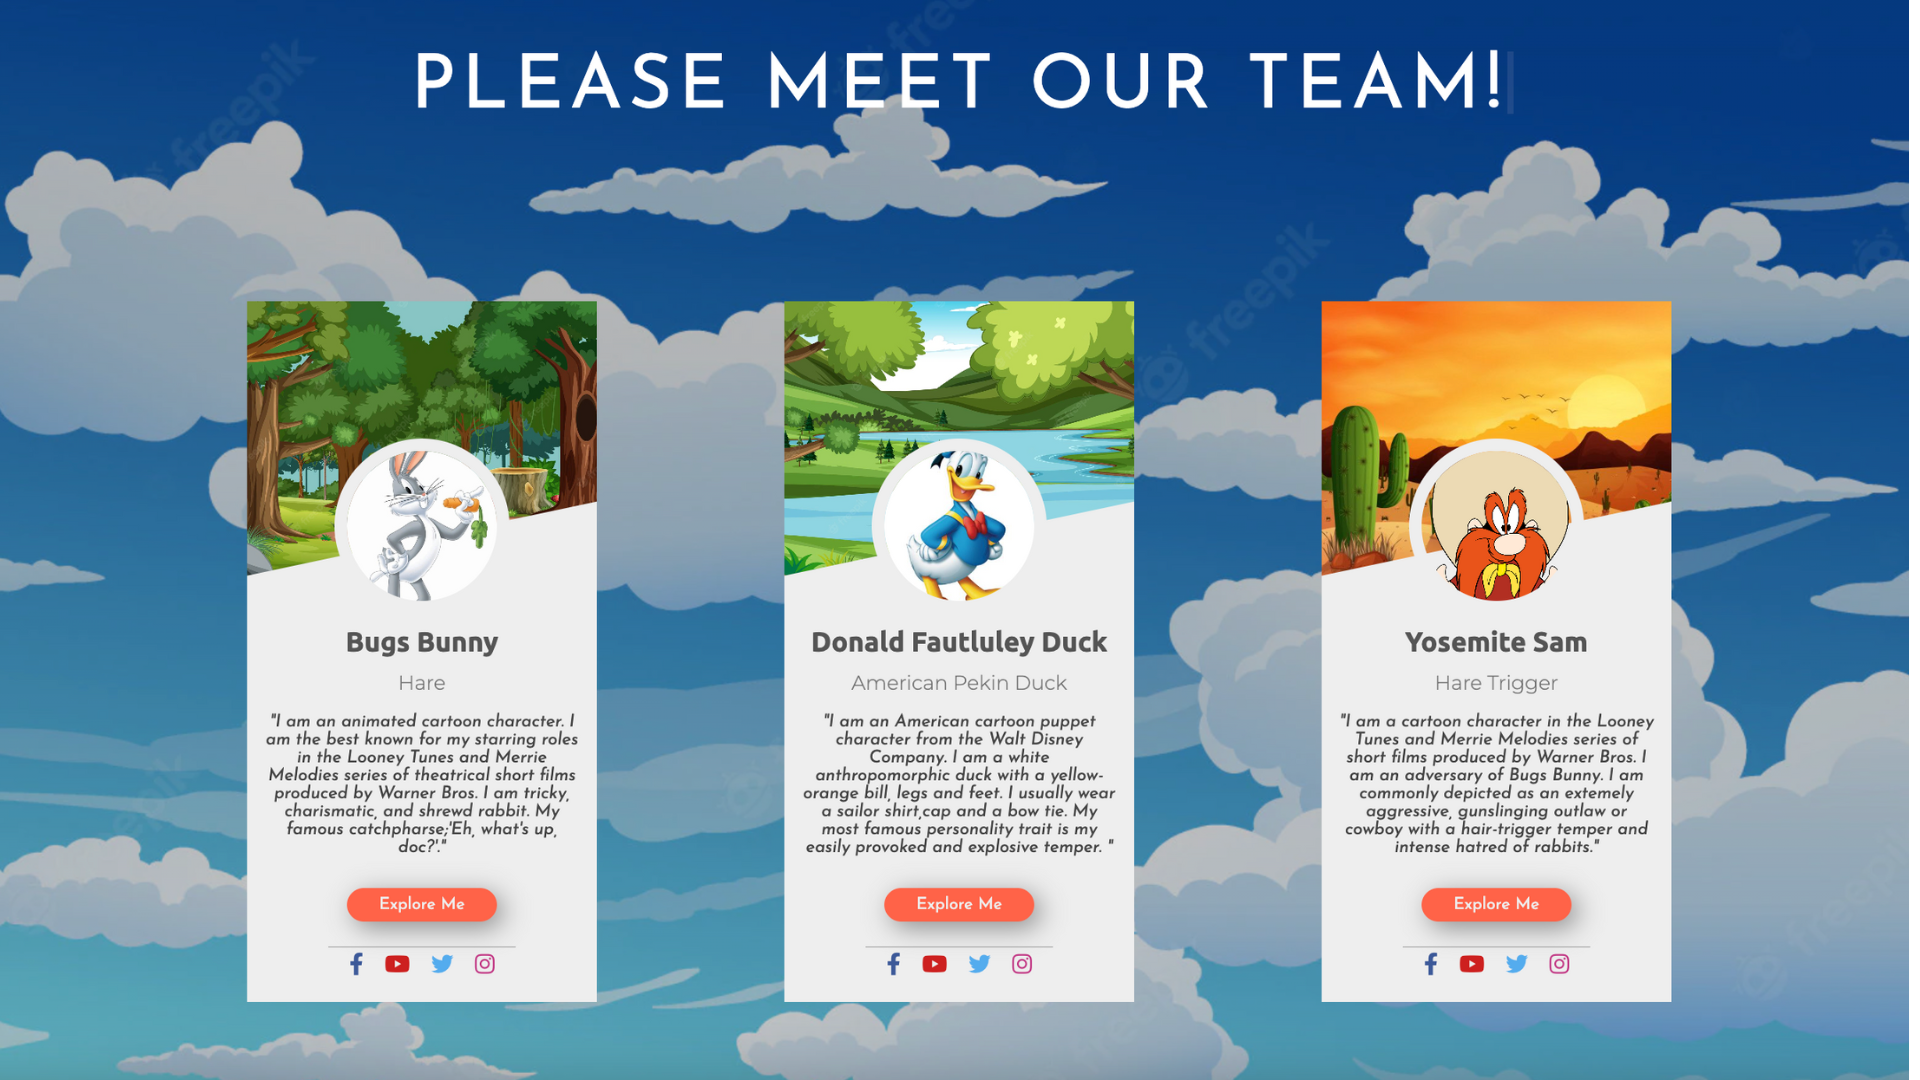 PLEASE MEET OUR TEAM!
freepik
freepik
freepik
Bugs Bunny
Hare
"I am an animated cartoon character. I
am the best known for my starring roles
in the Looney Tunes and Merrie
Melodies series of theatrical short films
produced by Warner Bros. I am tricky,
charismatic, and shrewd rabbit. My
famous catchpharse;'Eh, what's up,
doc?'."
Explore Me
Donald Fautluley Duck
American Pekin Duck
"I am an American cartoon puppet
character from the Walt Disney
Company. I am a white
anthropomorphic duck with a yellow-
orange bill, legs and feet. I usually wear
a sailor shirt,cap and a bow tie. My
most famous personality trait is my
easily provoked and explosive temper. "
Explore Me
Yosemite Sam
Hare Trigger
"I am a cartoon character in the Looney
Tunes and Merrie Melodies series of
short films produced by Warner Bros. I
am an adversary of Bugs Bunny. I am
commonly depicted as an extemely
aggressive, gunslinging outlaw or
cowboy with a hair-trigger temper and
intense hatred of rabbits."
Explore Me